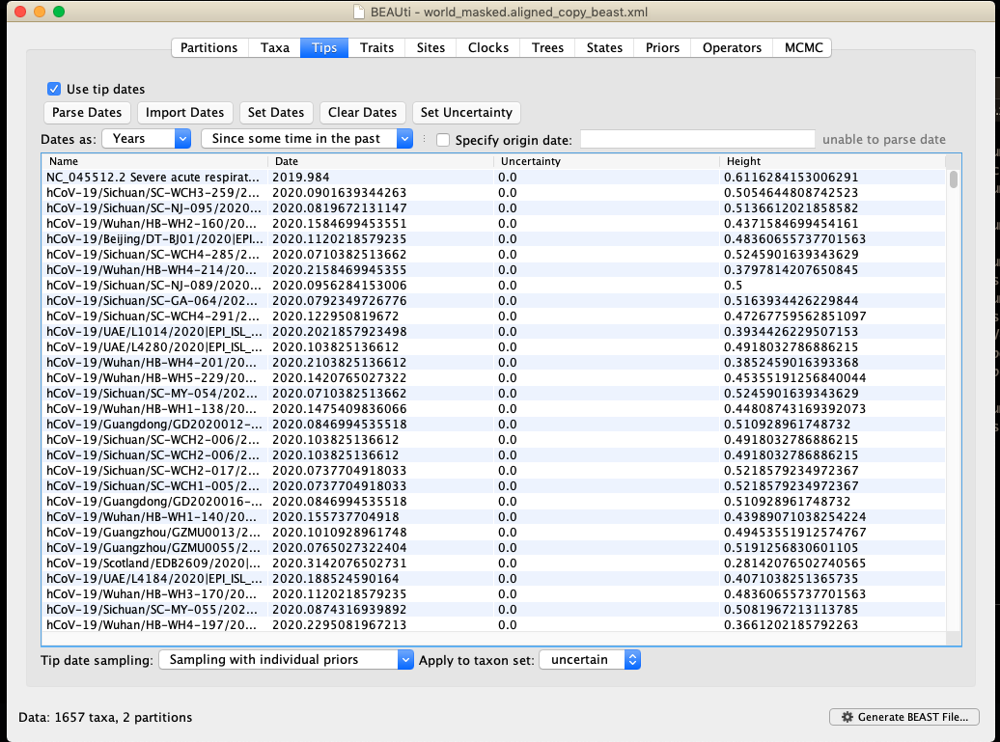 BEAUti - world_masked.aligned_copy_beast.xml
Partitions Taxa Tips Traits Sites Clocks Trees States Priors Operators MCMC
Use tip dates
Parse Dates Import Dates Set Dates Clear Dates Set Uncertainty
Dates as: Years Since some time in the past Specify origin date: unable to parse date
Name Date Uncertainty Height
NC_045512.2 Severe acute respirat... 2019.984 0.0 0.6116284153006291
hCoV-19/Sichuan/SC-WCH3-259/2... 2020.0901639344263 0.0 0.5054644808742523
hCoV-19/Sichuan/SC-NJ-095/2020... 2020.0819672131147 0.0 0.5136612021858582
hCoV-19/Wuhan/HB-WH2-160/20... 2020.1584699453551 0.0 0.4371584699454161
hCoV-19/Beijing/DT-BJ01/2020|EPI... 2020.1120218579235 0.0 0.48360655737701563
hCoV-19/Sichuan/SC-WCH4-285/2... 2020.0710382513662 0.0 0.5245901639343629
hCoV-19/Wuhan/HB-WH4-214/20... 2020.2158469945355 0.0 0.3797814207650845
hCoV-19/Sichuan/SC-NJ-089/2020... 2020.0956284153006 0.0 0.5
hCoV-19/Sichuan/SC-GA-064/202... 2020.0792349726776 0.0 0.5163934426229844
hCoV-19/Sichuan/SC-WCH4-291/2... 2020.122950819672 0.0 0.47267759562851097
hCoV-19/UAE/L1014/2020|EPI_ISL_... 2020.2021857923498 0.0 0.3934426229507153
hCoV-19/UAE/L4280/2020|EPI_ISL_... 2020.103825136612 0.0 0.4918032786886215
hCoV-19/Wuhan/HB-WH4-201/20... 2020.2103825136612 0.0 0.3852459016393368
hCoV-19/Wuhan/HB-WH5-229/20... 2020.1420765027322 0.0 0.45355191256840044
hCoV-19/Sichuan/SC-MY-054/202... 2020.0710382513662 0.0 0.5245901639343629
hCoV-19/Wuhan/HB-WH1-138/20... 2020.1475409836066 0.0 0.44808743169392073
hCoV-19/Guangdong/GD2020012-... 2020.0846994535518 0.0 0.510928961748732
hCoV-19/Sichuan/SC-WCH2-006/2... 2020.103825136612 0.0 0.4918032786886215
hCoV-19/Sichuan/SC-WCH2-006/2... 2020.103825136612 0.0 0.4918032786886215
hCoV-19/Sichuan/SC-WCH2-017/2... 2020.0737704918033 0.0 0.5218579234972367
hCoV-19/Sichuan/SC-WCH1-005/2... 2020.0737704918033 0.0 0.5218579234972367
hCoV-19/Guangdong/GD2020016-... 2020.0846994535518 0.0 0.510928961748732
hCoV-19/Wuhan/HB-WH1-140/20... 2020.155737704918 0.0 0.43989071038254224
hCoV-19/Guangzhou/GZMU0013/2... 2020.1010928961748 0.0 0.49453551912574767
hCoV-19/Guangzhou/GZMU0055/2... 2020.0765027322404 0.0 0.5191256830601105
hCoV-19/Scotland/EDB2609/2020|... 2020.3142076502731 0.0 0.28142076502740565
hCoV-19/UAE/L4184/2020|EPI_ISL_... 2020.188524590164 0.0 0.4071038251365735
hCoV-19/Wuhan/HB-WH3-170/20... 2020.1120218579235 0.0 0.48360655737701563
hCoV-19/Sichuan/SC-MY-055/202... 2020.0874316939892 0.0 0.5081967213113785
hCoV-19/Wuhan/HB-WH4-197/20... 2020.2295081967213 0.0 0.3661202185792263
Tip date sampling: Sampling with individual priors Apply to taxon set: uncertain
Data: 1657 taxa, 2 partitions Generate BEAST File...